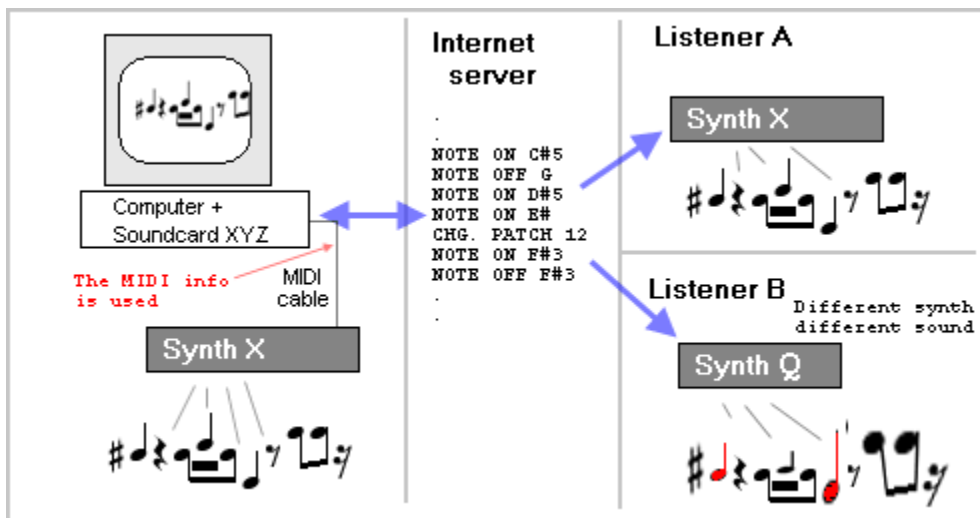 Computer +
Soundcard XYZ
The MIDI info
is used
MIDI
cable
Synth X
Internet
server
.
.
NOTE ON C#5
NOTE OFF G
NOTE ON D#5
NOTE ON E#
CHG. PATCH 12
NOTE ON F#3
NOTE OFF F#3
.
.
Listener A
Synth X
Listener B
Different synth
different sound
Synth Q